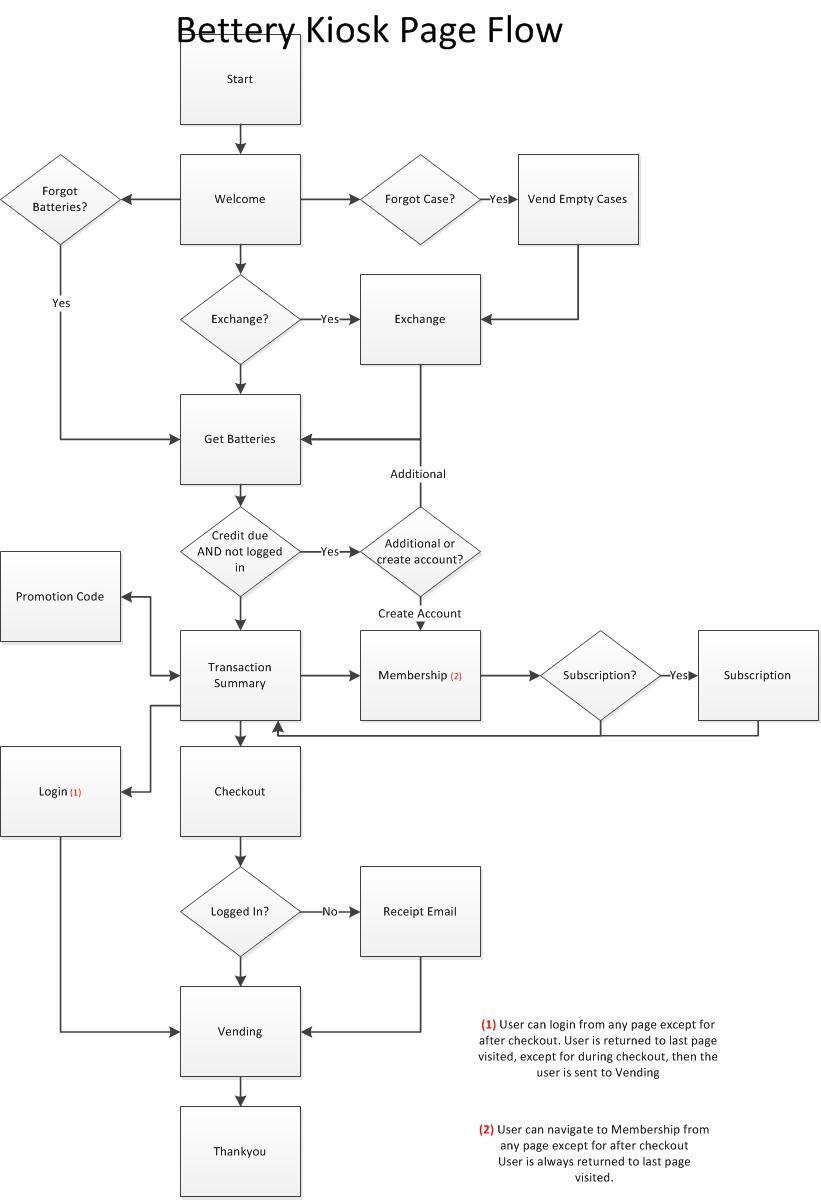 Bettery Kiosk Page Flow
Start
Forgot
Batteries?
Welcome
Forgot Case?
Yes
Vend Empty Cases
Yes
Exchange?
Yes
Exchange
Get Batteries
Additional
Credit due
AND not logged
in
Yes
Additional or
create account?
Promotion Code
Create Account
Transaction
Summary
Membership (2)
Subscription?
Yes
Subscription
Login (1)
Checkout
Logged In?
No
Receipt Email
Vending
(1) User can login from any page except for
after checkout. User is returned to last page
visited, except for during checkout, then the
user is sent to Vending
Thankyou
(2) User can navigate to Membership from
any page except for after checkout
User is always returned to last page
visited.